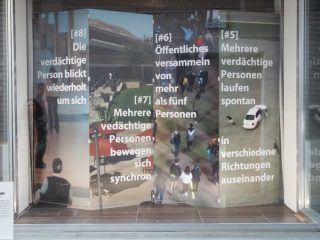 [#8]
Die
verdächtige
Person blickt
wiederholt
um sich
[#7]
Mehrere
verdächtige
Personen
bewegen
sich
synchron
[#6]
Öffentliches
versammeln
von
mehr
als fünf
Personen
[#5]
Mehrere
verdächtige
Personen
laufen
spontan
in
verschiedene
Richtungen
auseinander